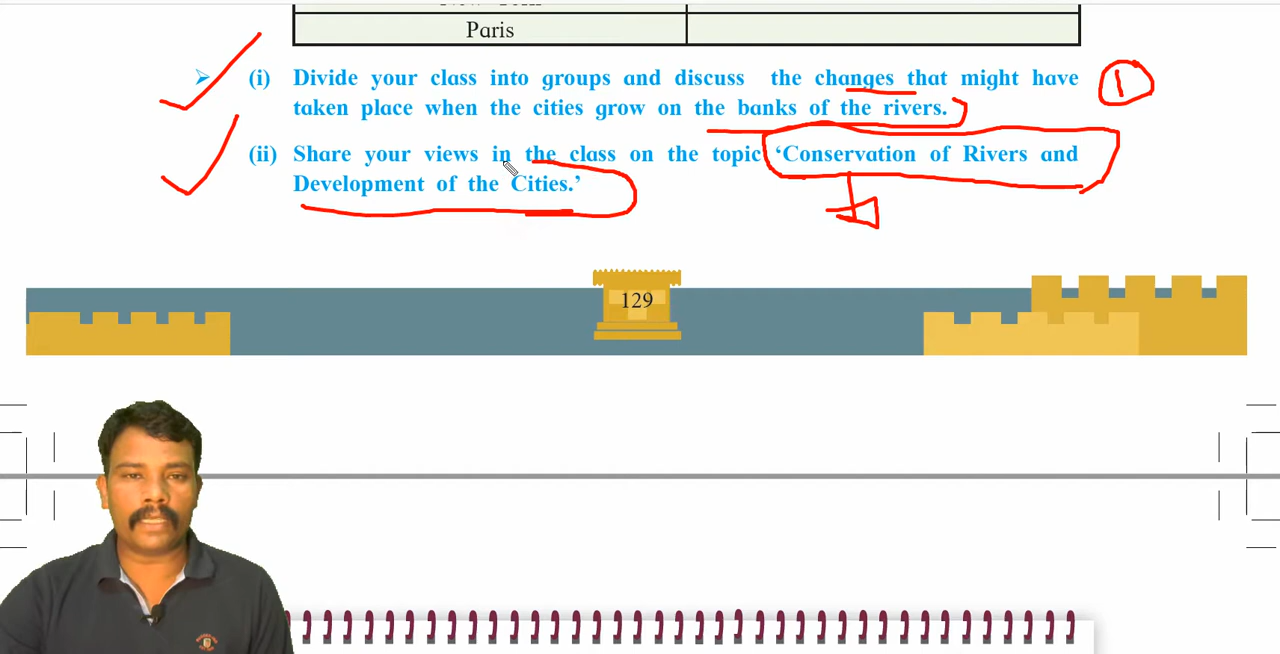 Paris
(i) Divide your class into groups and discuss the changes that might have
taken place when the cities grow on the banks of the rivers.
1
(ii) Share your views in the class on the topic 'Conservation of Rivers and
Development of the Cities.'
129